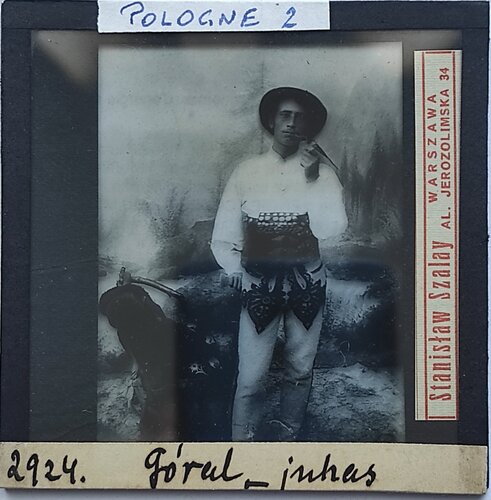 POLOGNE 2
Stanisław Szalay
WARSZAWA
AL. JEROZOLIMSKA 34
2924. Góral - juhas